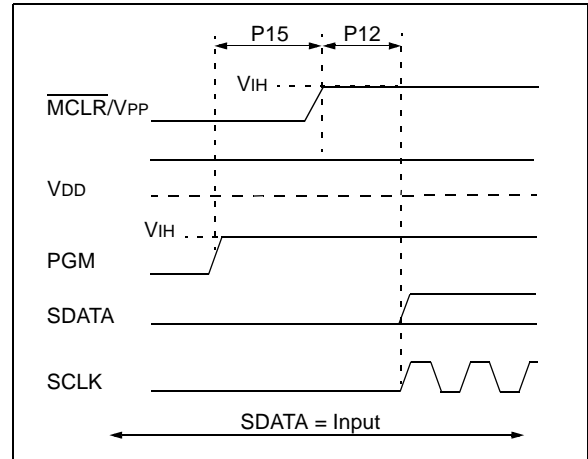 P15 P12
VIH
MCLR/VPP
VDD
VIH
PGM
SDATA
SCLK
SDATA = Input